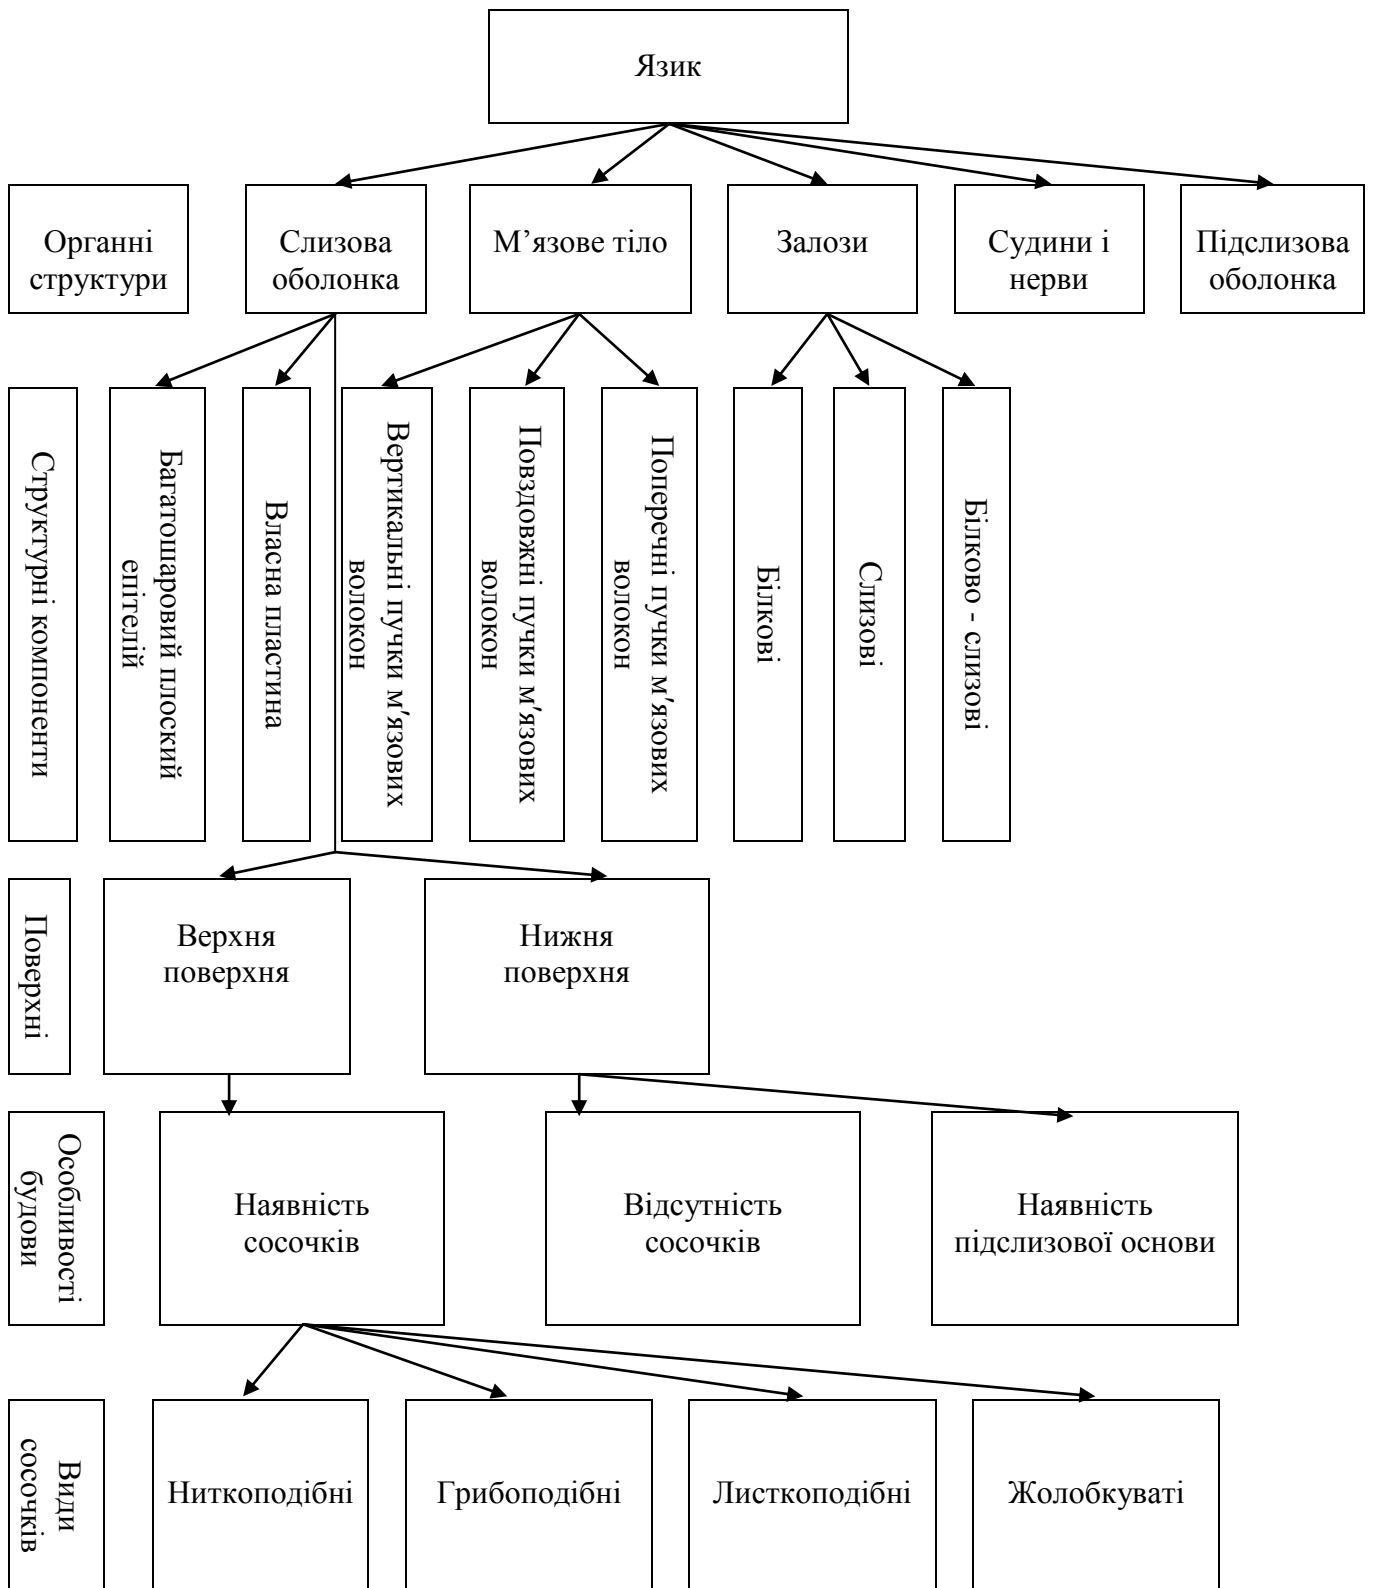 Язик
Органні
структури
Слизова
оболонка
М’язове тіло
Залози
Судини і
нерви
Підслизова
оболонка
Структурні компоненти
Багатошаровий плоский
епітелій
Власна пластина
Вертикальні пучки м′язових
волокон
Повздовжні пучки м′язових
волокон
Поперечні пучки м′язових
волокон
Білкові
Слизові
Білково - слизові
Поверхні
Верхня
поверхня
Нижня
поверхня
Особливості
будови
Наявність
сосочків
Відсутність
сосочків
Наявність
підслизової основи
Види
сосочків
Ниткоподібні
Грибоподібні
Листкоподібні
Жолобкуваті